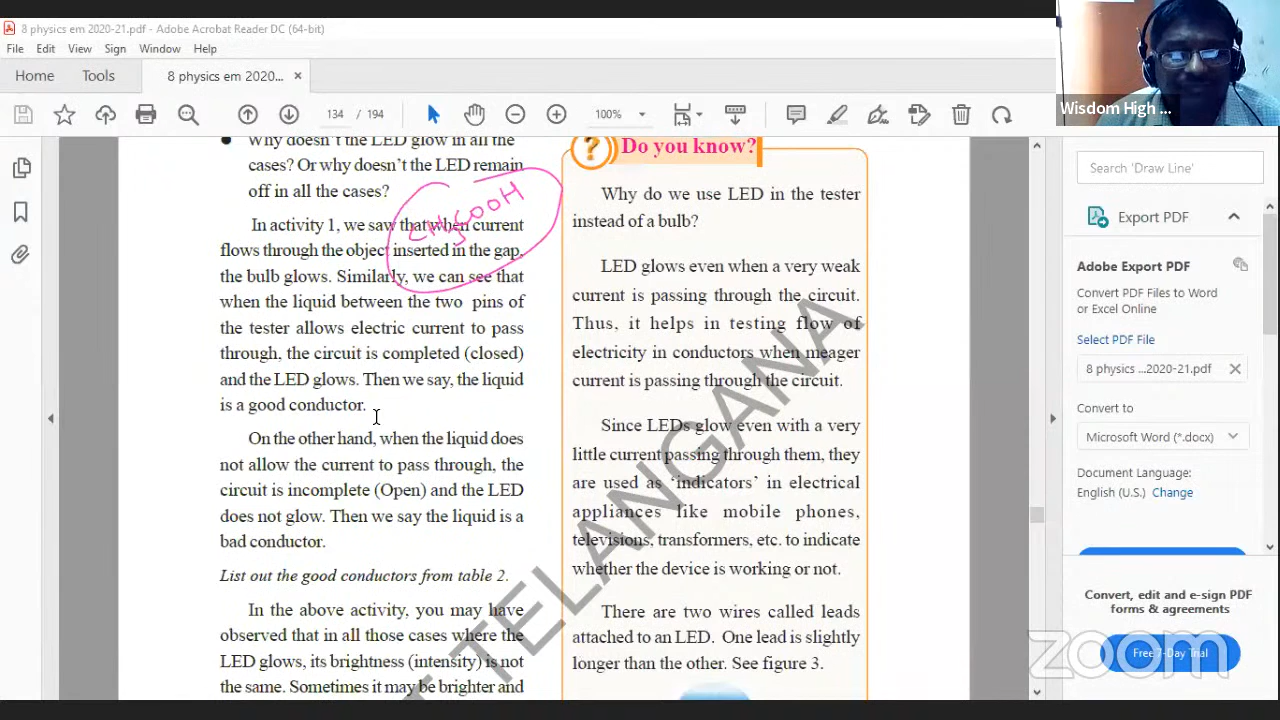 8 physics em 2020-21.pdf - Adobe Acrobat Reader DC (64-bit)
File Edit View Sign Window Help
Home Tools 8 physics em 2020... ×
134 / 194 100%
Wisdom High ...
Why doesn't the LED glow in all the
cases? Or why doesn't the LED remain
off in all the cases?
CH3COOH
In activity 1, we saw that when current
flows through the object inserted in the gap,
the bulb glows. Similarly, we can see that
when the liquid between the two pins of
the tester allows electric current to pass
through, the circuit is completed (closed)
and the LED glows. Then we say, the liquid
is a good conductor.
On the other hand, when the liquid does
not allow the current to pass through, the
circuit is incomplete (Open) and the LED
does not glow. Then we say the liquid is a
bad conductor.
List out the good conductors from table 2.
In the above activity, you may have
observed that in all those cases where the
LED glows, its brightness (intensity) is not
the same. Sometimes it may be brighter and
? Do you know?
Why do we use LED in the tester
instead of a bulb?
LED glows even when a very weak
current is passing through the circuit.
Thus, it helps in testing flow of
electricity in conductors when meager
current is passing through the circuit.
Since LEDs glow even with a very
little current passing through them, they
are used as 'indicators' in electrical
appliances like mobile phones,
televisions, transformers, etc. to indicate
whether the device is working or not.
There are two wires called leads
attached to an LED. One lead is slightly
longer than the other. See figure 3.
T TELANGANA
Search 'Draw Line'
Export PDF
Adobe Export PDF
Convert PDF Files to Word
or Excel Online
Select PDF File
8 physics ...2020-21.pdf
Convert to
Microsoft Word (*.docx)
Document Language:
English (U.S.) Change
Convert, edit and e-sign PDF
forms & agreements
Free 7-Day Trial
zoom